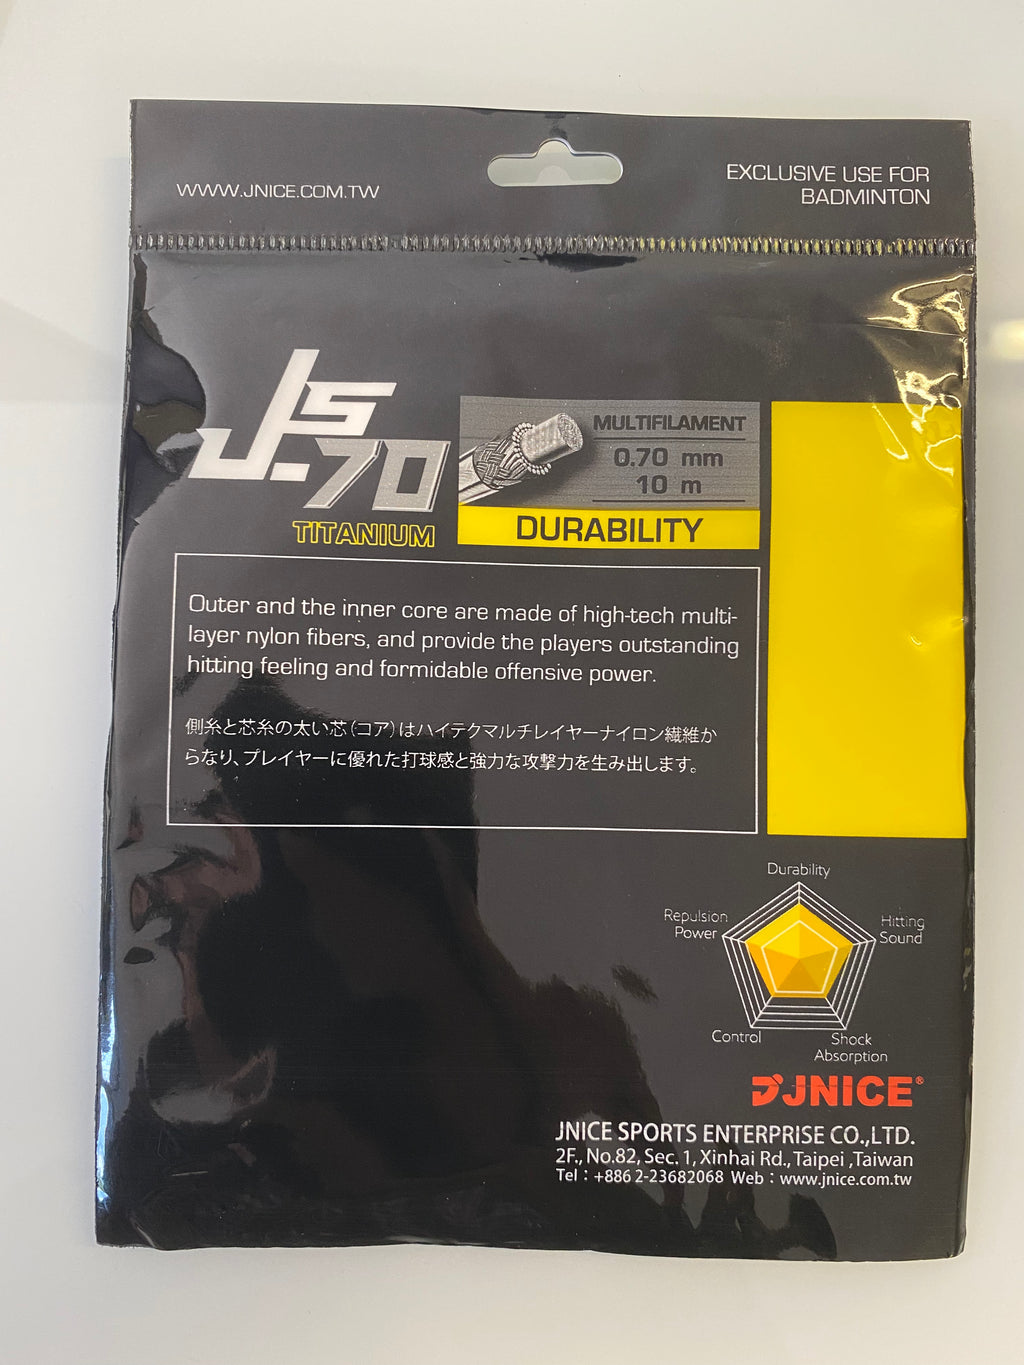 WWW.JNICE.COM.TW
EXCLUSIVE USE FOR
BADMINTON
JS-70
TITANIUM
MULTIFILAMENT
0.70 mm
10 m
DURABILITY
Outer and the inner core are made of high-tech multi-
layer nylon fibers, and provide the players outstanding
hitting feeling and formidable offensive power.
側糸と芯糸の太い芯(コア)はハイテクマルチレイヤーナイロン繊維か
らなり、プレイヤーに優れた打球感と強力な攻撃力を生み出します。
Durability
Repulsion
Power
Hitting
Sound
Control
Shock
Absorption
JNICE®
JNICE SPORTS ENTERPRISE CO.,LTD.
2F., No.82, Sec. 1, Xinhai Rd., Taipei ,Taiwan
Tel : +886 2-23682068 Web : www.jnice.com.tw